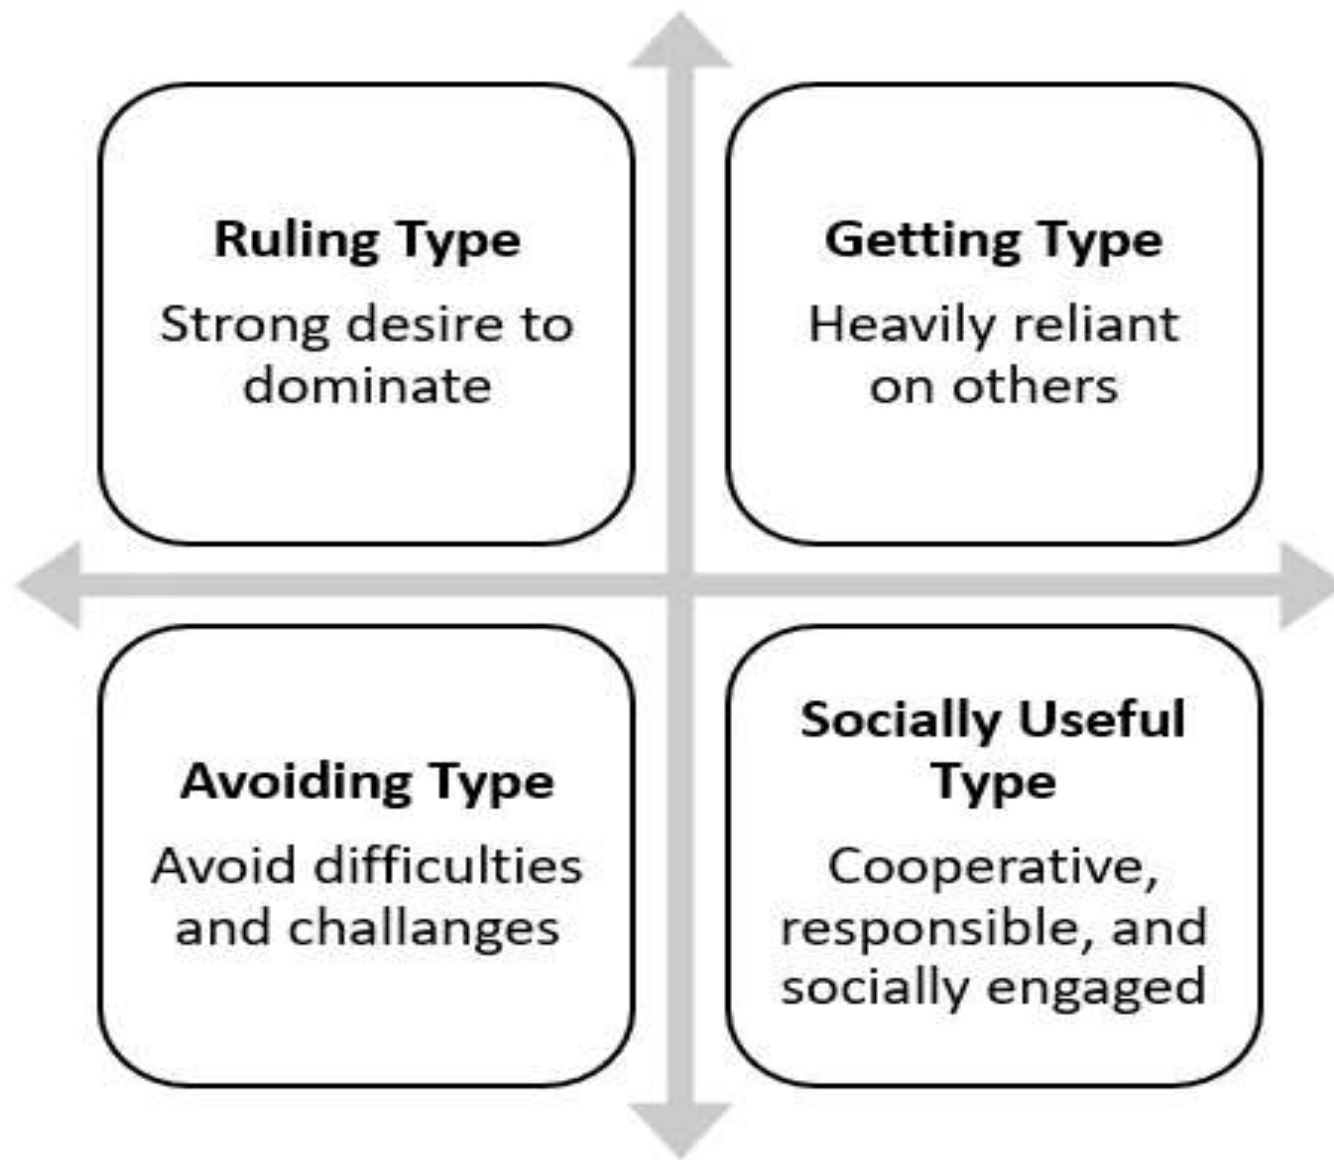 Ruling Type
Strong desire to
dominate
Getting Type
Heavily reliant
on others
Avoiding Type
Avoid difficulties
and challanges
Socially Useful
Type
Cooperative,
responsible, and
socially engaged